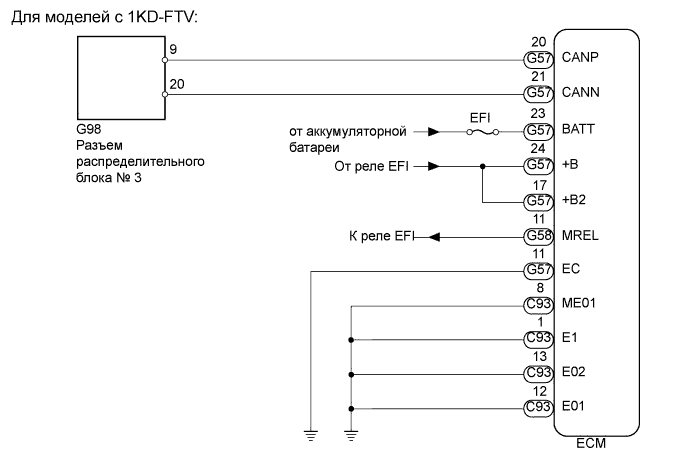 Для моделей с 1KD-FTV:
9
20
G98
Разъем
распределительного
блока № 3
20
G57 CANP
21
G57 CANN
от аккумуляторной
батареи
EFI
23
G57 BATT
От реле EFI
24
G57 +B
17
G57 +B2
К реле EFI
11
G58 MREL
11
G57 EC
8
C93 ME01
1
C93 E1
13
C93 E02
12
C93 E01
ECM